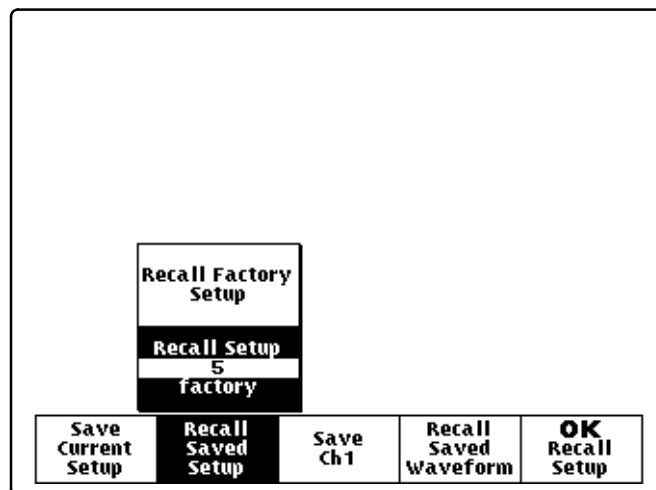 Recall Factory
Setup
Recall Setup
5
factory
Save
Current
Setup
Recall
Saved
Setup
Save
Ch1
Recall
Saved
Waveform
OK
Recall
Setup